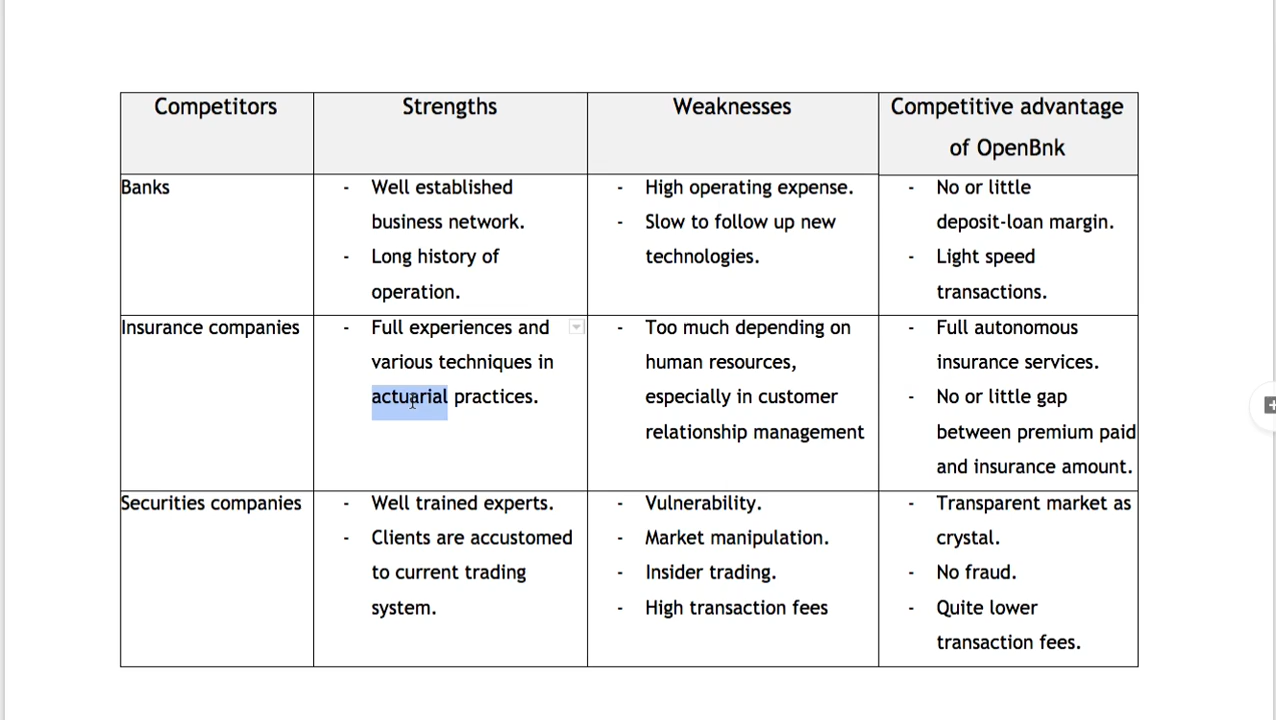 Competitors
Strengths
Weaknesses
Competitive advantage
of OpenBnk
Banks
- Well established
business network.
- Long history of
operation.
- High operating expense.
- Slow to follow up new
technologies.
- No or little
deposit-loan margin.
- Light speed
transactions.
Insurance companies
- Full experiences and
various techniques in
actuarial practices.
- Too much depending on
human resources,
especially in customer
relationship management
- Full autonomous
insurance services.
- No or little gap
between premium paid
and insurance amount.
Securities companies
- Well trained experts.
- Clients are accustomed
to current trading
system.
- Vulnerability.
- Market manipulation.
- Insider trading.
- High transaction fees
- Transparent market as
crystal.
- No fraud.
- Quite lower
transaction fees.